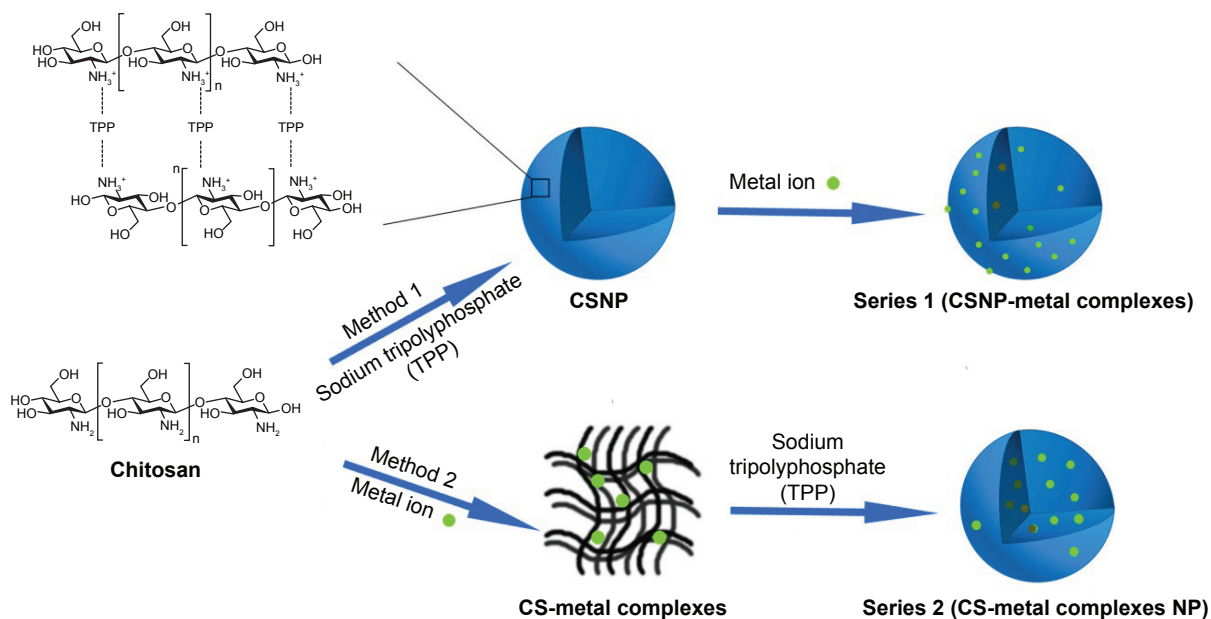 OH
HO
HO
O
NH₃⁺
O
OH
O
HO
NH₃⁺
n
O
OH
O
HO
OH
NH₃⁺
TPP
TPP
TPP
n
NH₃⁺
OH
HO
O
HO
O
NH₃⁺
OH
O
HO
O
NH₃⁺
OH
OH
O
HO
Metal ion
CSNP
Series 1 (CSNP-metal complexes)
Method 1
Sodium tripolyphosphate
(TPP)
OH
HO
HO
O
NH₂
O
OH
O
HO
NH₂
n
O
OH
O
HO
OH
NH₂
Chitosan
Method 2
Metal ion
CS-metal complexes
Sodium
tripolyphosphate
(TPP)
Series 2 (CS-metal complexes NP)